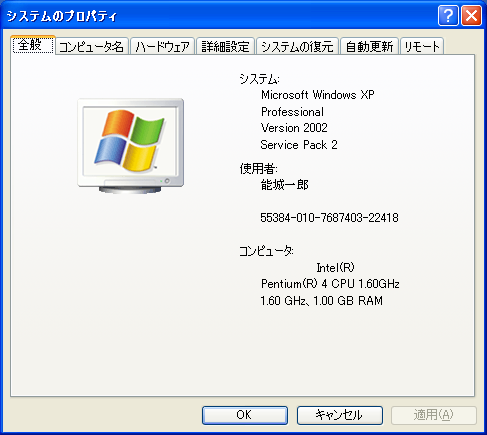 システムのプロパティ
全般 コンピュータ名 ハードウェア 詳細設定 システムの復元 自動更新 リモート
システム:
Microsoft Windows XP
Professional
Version 2002
Service Pack 2
使用者:
能城一郎
55384-010-7687403-22418
コンピュータ:
Intel(R)
Pentium(R) 4 CPU 1.60GHz
1.60 GHz、1.00 GB RAM
OK キャンセル 適用(A)